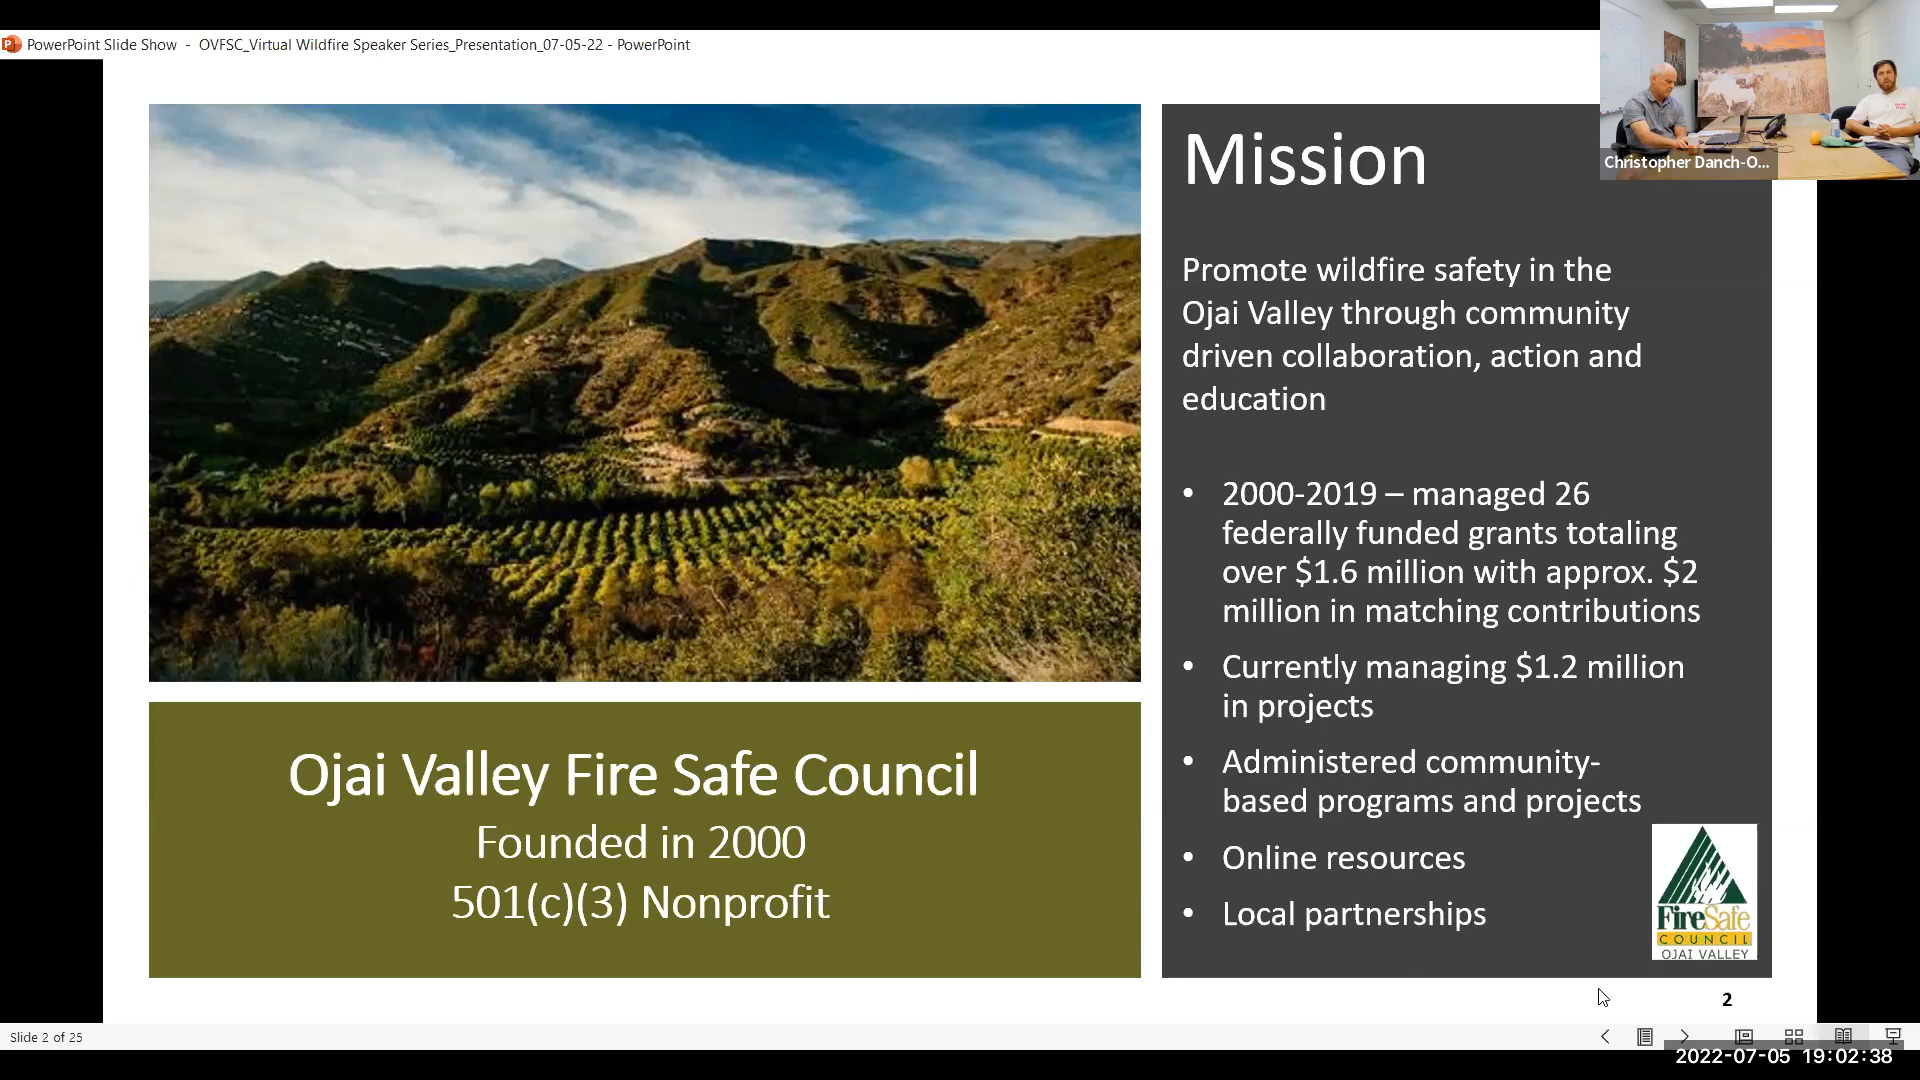 PowerPoint Slide Show - OVFSC_Virtual Wildfire Speaker Series_Presentation_07-05-22 - PowerPoint
Christopher Danch-O...
Mission
Promote wildfire safety in the
Ojai Valley through community
driven collaboration, action and
education
• 2000-2019 – managed 26
federally funded grants totaling
over $1.6 million with approx. $2
million in matching contributions
• Currently managing $1.2 million
in projects
• Administered community-
based programs and projects
• Online resources
• Local partnerships
Ojai Valley Fire Safe Council
Founded in 2000
501(c)(3) Nonprofit
FireSafe
COUNCIL
OJAI VALLEY
2
Slide 2 of 25
2022-07-05 19:02:38